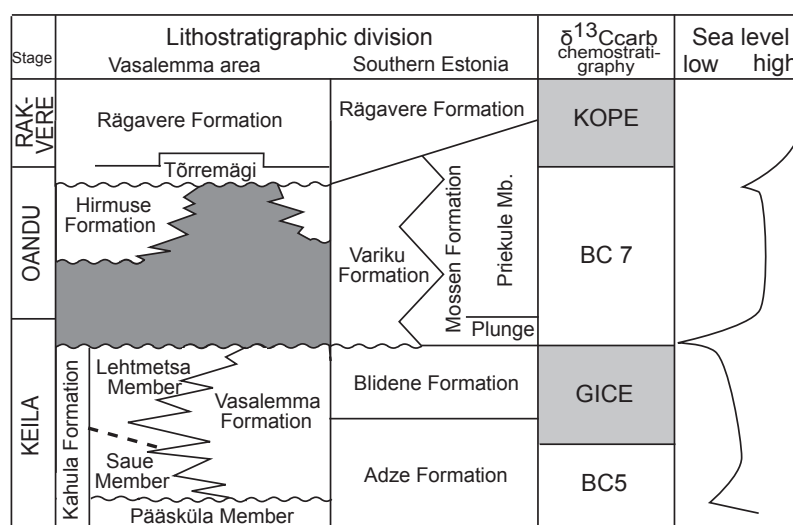 Stage
Lithostratigraphic division
Vasalemma area
Southern Estonia
δ13Ccarb
chemostrati-
graphy
Sea level
low high
RAK-
VERE
Rägavere Formation
Rägavere Formation
KOPE
Tõrremägi
OANDU
Hirmuse
Formation
Variku
Formation
Mossen Formation
Priekule Mb.
BC 7
Plunge
KEILA
Kahula Formation
Lehtmetsa
Member
Vasalemma
Formation
Blidene Formation
GICE
Saue
Member
Adze Formation
BC5
Pääsküla Member